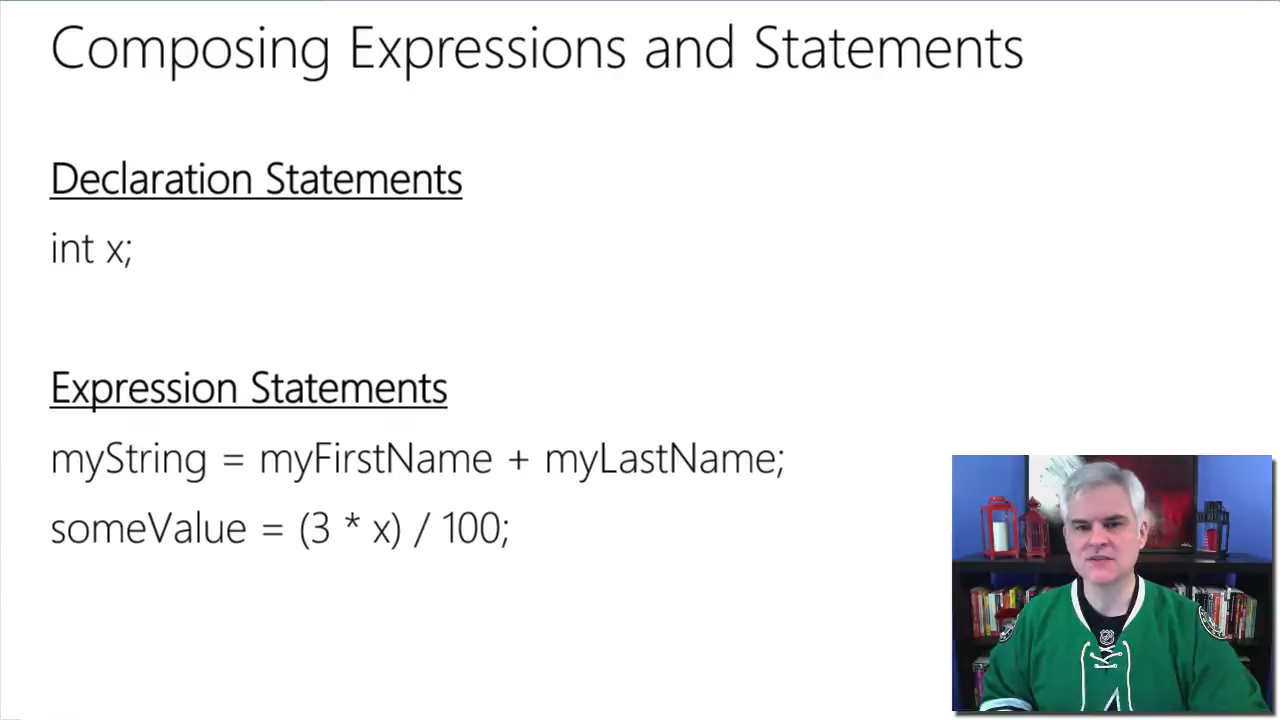 Composing Expressions and Statements
Declaration Statements
int x;
Expression Statements
myString = myFirstName + myLastName;
someValue = (3 * x) / 100;